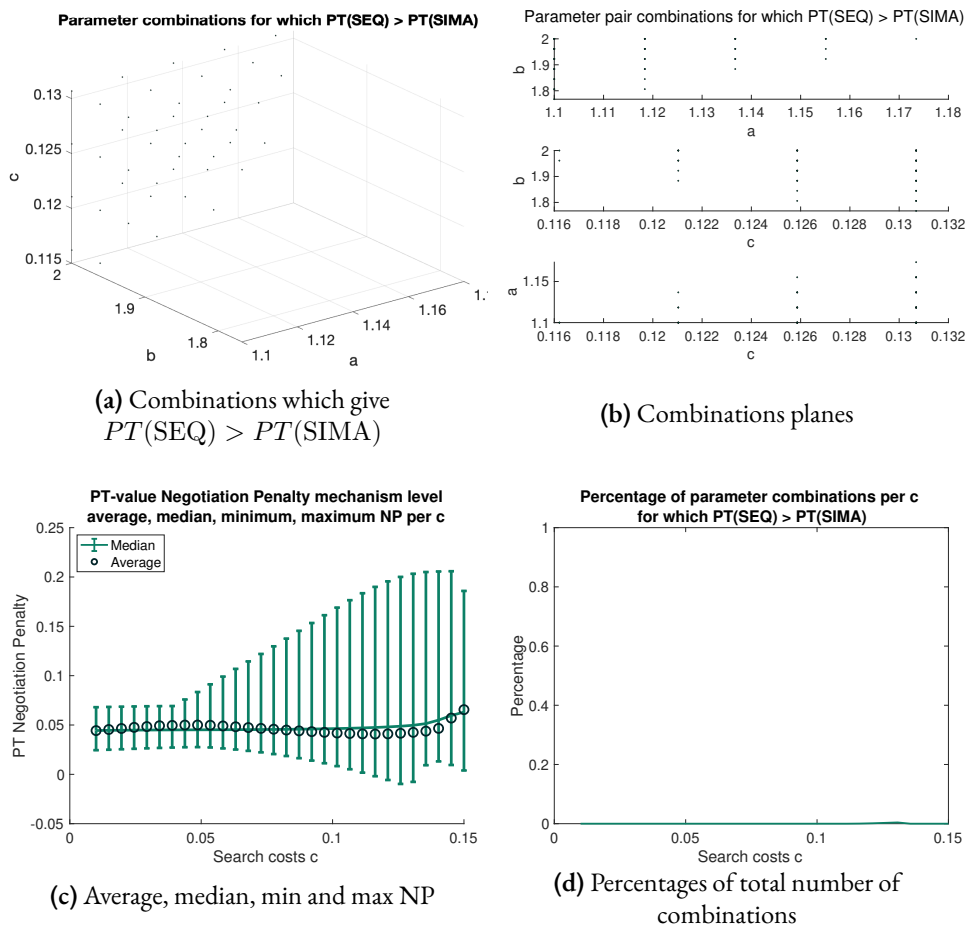 Parameter combinations for which PT(SEQ) > PT(SIMA)
0.13
0.125
0.12
0.115
c
2
1.9
1.8
b
1.1
1.12
1.14
1.16
a
(a) Combinations which give
PT(SEQ) > PT(SIMA)
Parameter pair combinations for which PT(SEQ) > PT(SIMA)
2
1.9
1.8
b
1.1 1.11 1.12 1.13 1.14 1.15 1.16 1.17 1.18
a
2
1.9
1.8
b
0.116 0.118 0.12 0.122 0.124 0.126 0.128 0.13 0.132
c
1.15
1.1
a
0.116 0.118 0.12 0.122 0.124 0.126 0.128 0.13 0.132
c
(b) Combinations planes
PT-value Negotiation Penalty mechanism level
average, median, minimum, maximum NP per c
Median
Average
0.25
0.2
0.15
0.1
0.05
0
-0.05
PT Negotiation Penalty
0 0.05 0.1 0.15
Search costs c
(c) Average, median, min and max NP
Percentage of parameter combinations per c
for which PT(SEQ) > PT(SIMA)
1
0.8
0.6
0.4
0.2
0
Percentage
0 0.05 0.1 0.15
Search costs c
(d) Percentages of total number of
combinations